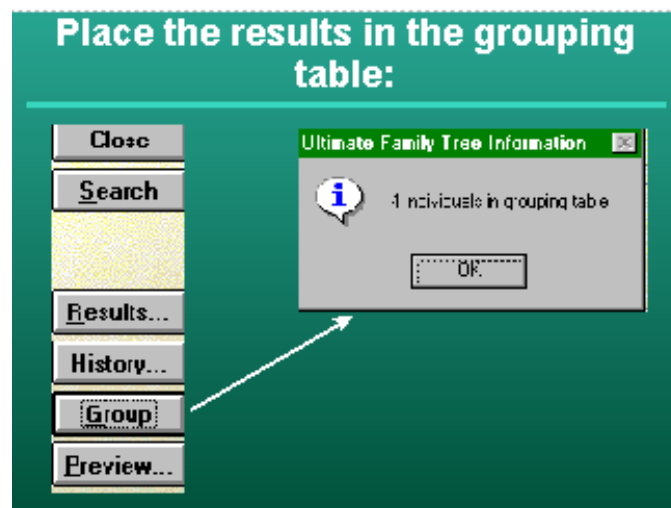 Place the results in the grouping
table:
Close
Search
Results...
History...
Group
Preview...
Ultimate Family Tree Information
in grouping table
OK